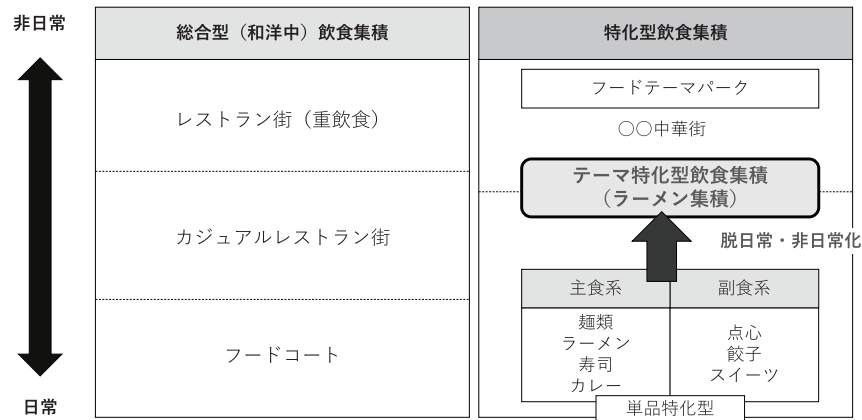 非日常
日常
総合型（和洋中）飲食集積
レストラン街（重飲食）
カジュアルレストラン街
フードコート
特化型飲食集積
フードテーマパーク
〇〇中華街
テーマ特化型飲食集積
（ラーメン集積）
脱日常・非日常化
主食系
麺類
ラーメン
寿司
カレー
副食系
点心
餃子
スイーツ
単品特化型